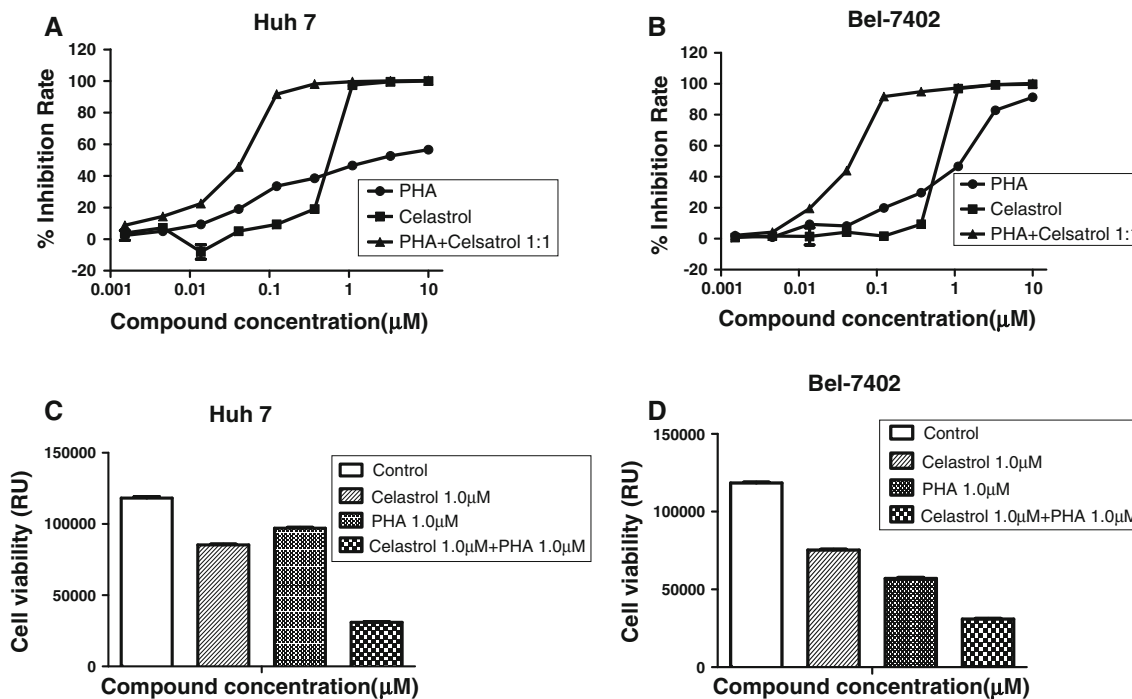 A
Huh 7
% Inhibition Rate
120
100
80
60
40
20
0
-20
0.001
0.01
0.1
1
10
PHA
Celastrol
PHA+Celsatrol 1:1
Compound concentration(μM)
B
Bel-7402
% Inhibition Rate
120
100
80
60
40
20
0
-20
0.001
0.01
0.1
1
10
PHA
Celastrol
PHA+Celsatrol 1:1
Compound concentration(μM)
C
Huh 7
Cell viability (RU)
150000
100000
50000
0
Control
Celastrol 1.0μM
PHA 1.0μM
Celastrol 1.0μM+PHA 1.0μM
Compound concentration(μM)
D
Bel-7402
Cell viability (RU)
150000
100000
50000
0
Control
Celastrol 1.0μM
PHA 1.0μM
Celastrol 1.0μM+PHA 1.0μM
Compound concentration(μM)